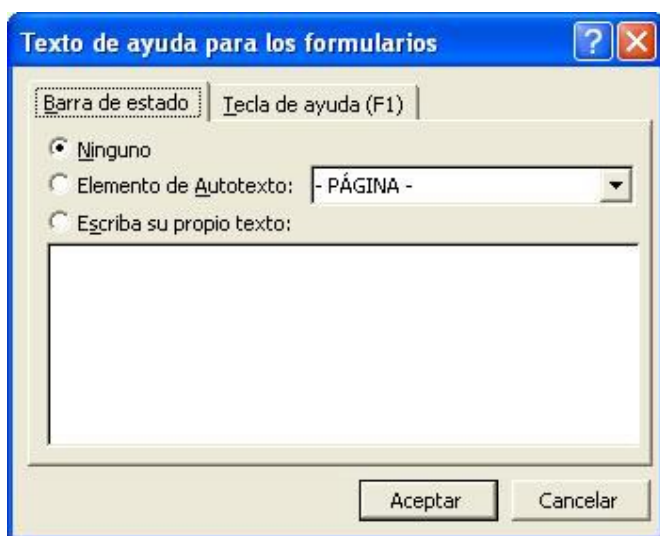 Texto de ayuda para los formularios
Barra de estado Tecla de ayuda (F1)
Ninguno
Elemento de Autotexto: - PÁGINA -
Escriba su propio texto:
Aceptar Cancelar